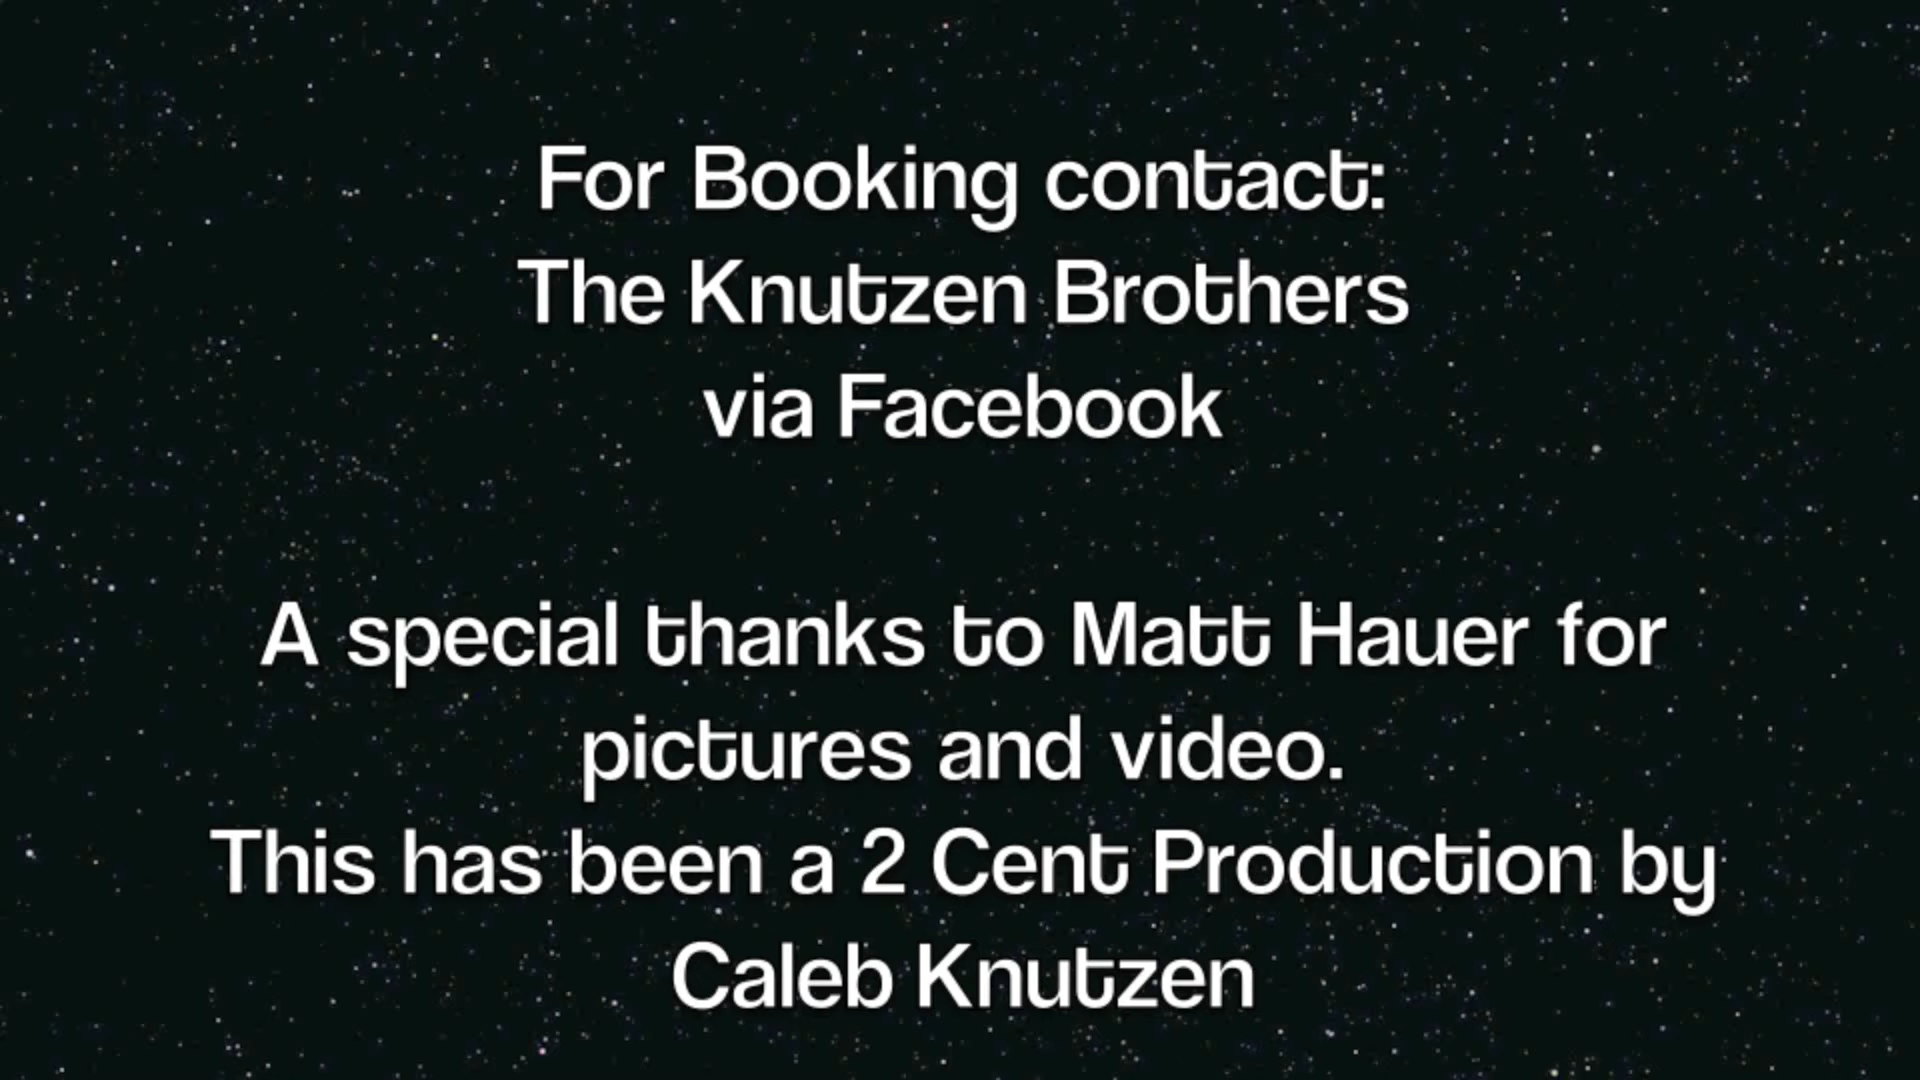 For Booking contact:
The Knutzen Brothers
via Facebook
A special thanks to Matt Hauer for
pictures and video.
This has been a 2 Cent Production by
Caleb Knutzen